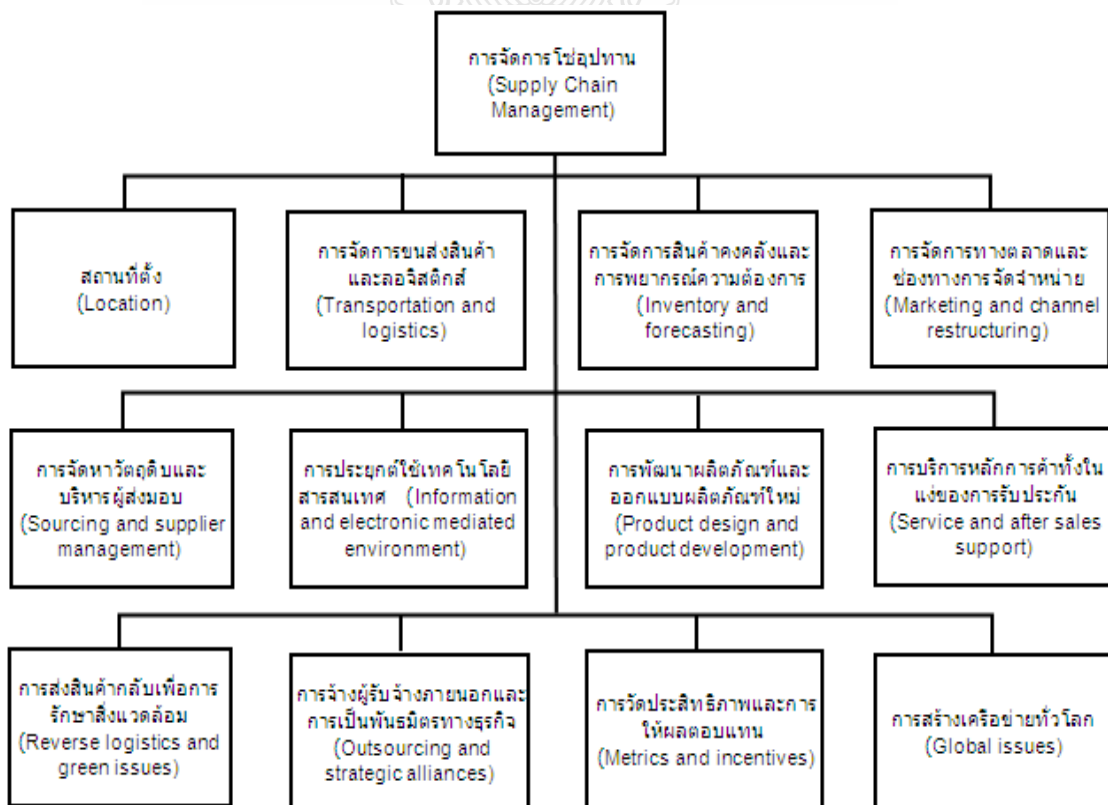 การจัดการโซ่อุปทาน
(Supply Chain
Management)
สถานที่ตั้ง
(Location)
การจัดการขนส่งสินค้า
และลอจิสติกส์
(Transportation and
logistics)
การจัดการสินค้าคงคลังและ
การพยากรณ์ความต้องการ
(Inventory and
forecasting)
การจัดการทางตลาดและ
ช่องทางการจัดจำหน่าย
(Marketing and channel
restructuring)
การจัดหาวัตถุดิบและ
บริหารผู้ส่งมอบ
(Sourcing and supplier
management)
การประยุกต์ใช้เทคโนโลยี
สารสนเทศ (Information
and electronic mediated
environment)
การพัฒนาผลิตภัณฑ์และ
ออกแบบผลิตภัณฑ์ใหม่
(Product design and
product development)
การบริการหลักการค้าทั้งใน
แง่ของการรับประกัน
(Service and after sales
support)
การส่งสินค้ากลับเพื่อการ
รักษาสิ่งแวดล้อม
(Reverse logistics and
green issues)
การจ้างผู้รับจ้างภายนอกและ
การเป็นพันธมิตรทางธุรกิจ
(Outsourcing and
strategic alliances)
การวัดประสิทธิภาพและการ
ให้ผลตอบแทน
(Metrics and incentives)
การสร้างเครือข่ายทั่วโลก
(Global issues)